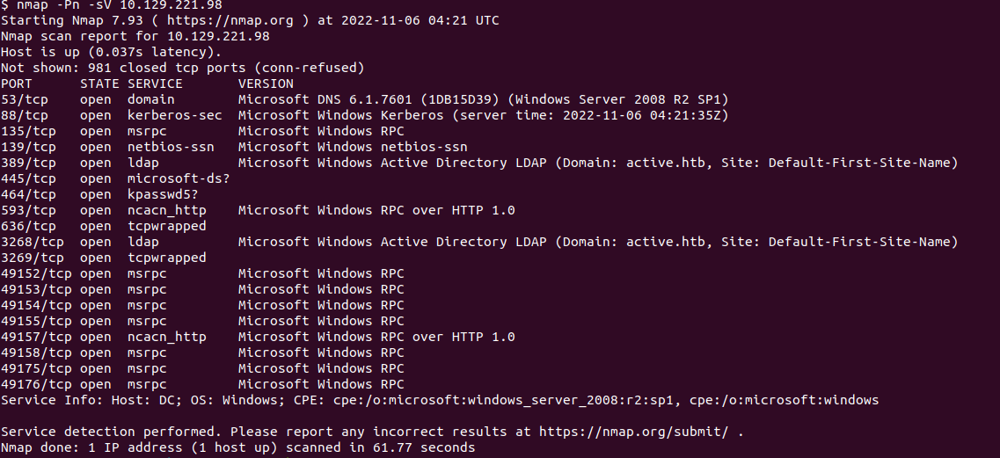 $ nmap -Pn -sV 10.129.221.98
Starting Nmap 7.93 ( https://nmap.org ) at 2022-11-06 04:21 UTC
Nmap scan report for 10.129.221.98
Host is up (0.037s latency).
Not shown: 981 closed tcp ports (conn-refused)
PORT      STATE SERVICE       VERSION
53/tcp    open  domain        Microsoft DNS 6.1.7601 (1DB15D39) (Windows Server 2008 R2 SP1)
88/tcp    open  kerberos-sec  Microsoft Windows Kerberos (server time: 2022-11-06 04:21:35Z)
135/tcp   open  msrpc         Microsoft Windows RPC
139/tcp   open  netbios-ssn   Microsoft Windows netbios-ssn
389/tcp   open  ldap          Microsoft Windows Active Directory LDAP (Domain: active.htb, Site: Default-First-Site-Name)
445/tcp   open  microsoft-ds?
464/tcp   open  kpasswd5?
593/tcp   open  ncacn_http    Microsoft Windows RPC over HTTP 1.0
636/tcp   open  tcpwrapped
3268/tcp  open  ldap          Microsoft Windows Active Directory LDAP (Domain: active.htb, Site: Default-First-Site-Name)
3269/tcp  open  tcpwrapped
49152/tcp open  msrpc         Microsoft Windows RPC
49153/tcp open  msrpc         Microsoft Windows RPC
49154/tcp open  msrpc         Microsoft Windows RPC
49155/tcp open  msrpc         Microsoft Windows RPC
49157/tcp open  ncacn_http    Microsoft Windows RPC over HTTP 1.0
49158/tcp open  msrpc         Microsoft Windows RPC
49175/tcp open  msrpc         Microsoft Windows RPC
49176/tcp open  msrpc         Microsoft Windows RPC
Service Info: Host: DC; OS: Windows; CPE: cpe:/o:microsoft:windows_server_2008:r2:sp1, cpe:/o:microsoft:windows
Service detection performed. Please report any incorrect results at https://nmap.org/submit/ .
Nmap done: 1 IP address (1 host up) scanned in 61.77 seconds